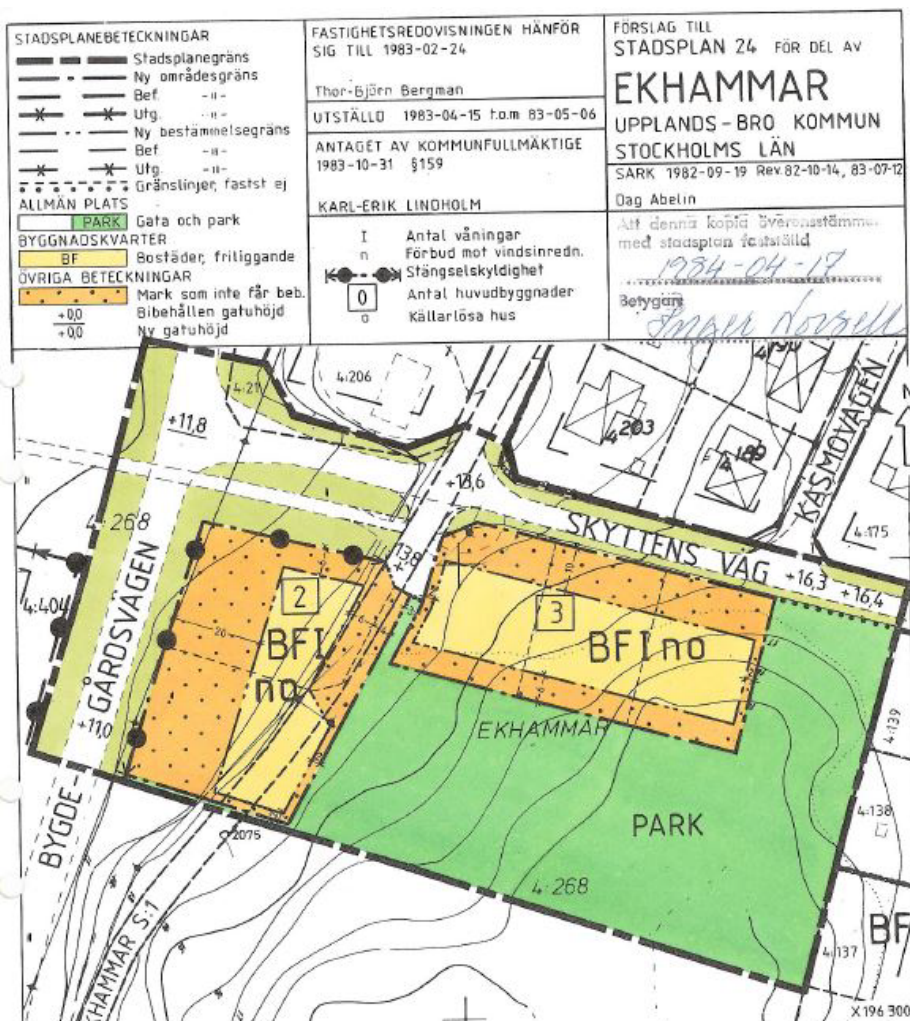 STADSPLANEBETECKNINGAR
Stadsplanegräns
Ny områdesgräns
Bef. -"-
Utg. -"-
Ny bestämmelsegräns
Bef. -"-
Utg. -"-
Gränslinjer, fastst ej
ALLMÄN PLATS
PARK Gata och park
BYGGNADSKVARTER
BF Bostäder, friliggande
ÖVRIGA BETECKNINGAR
Mark som inte får beb.
+0,0 Bibehållen gatuhöjd
+0,0 Ny gatuhöjd
FASTIGHETSREDOVISNINGEN HÄNFÖR
SIG TILL 1983-02-24
Thor-Björn Bergman
UTSTÄLLD 1983-04-15 t.o.m 83-05-06
ANTAGET AV KOMMUNFULLMÄKTIGE
1983-10-31 §159
KARL-ERIK LINDHOLM
I Antal våningar
n Förbud mot vindsinredn.
Stängselskyldighet
0 Antal huvudbyggnader
o Källarlösa hus
FÖRSLAG TILL
STADSPLAN 24 FÖR DEL AV
EKHAMMAR
UPPLANDS-BRO KOMMUN
STOCKHOLMS LÄN
SARK 1982-09-19 Rev. 82-10-14, 83-07-12
Dag Abelin
Att denna kopia överensstämmer
med stadsplan fastställd
1984-04-17
Betygar
Inger
4:21
4:206
4:190
+11,8
4:203
4:189
KASMOVÄGEN
+13,6
4:268
SKYTTENS VÄG
4:175
+13,8
+16,3
+16,4
4:404
2
3
BFI
no
BFI no
GÅRDSVÄGEN
+11,0
EKHAMMAR
4:139
BYGDE-
PARK
4:138
2075
4:268
BF
4:137
KHAMMAR S:1
X 196 300